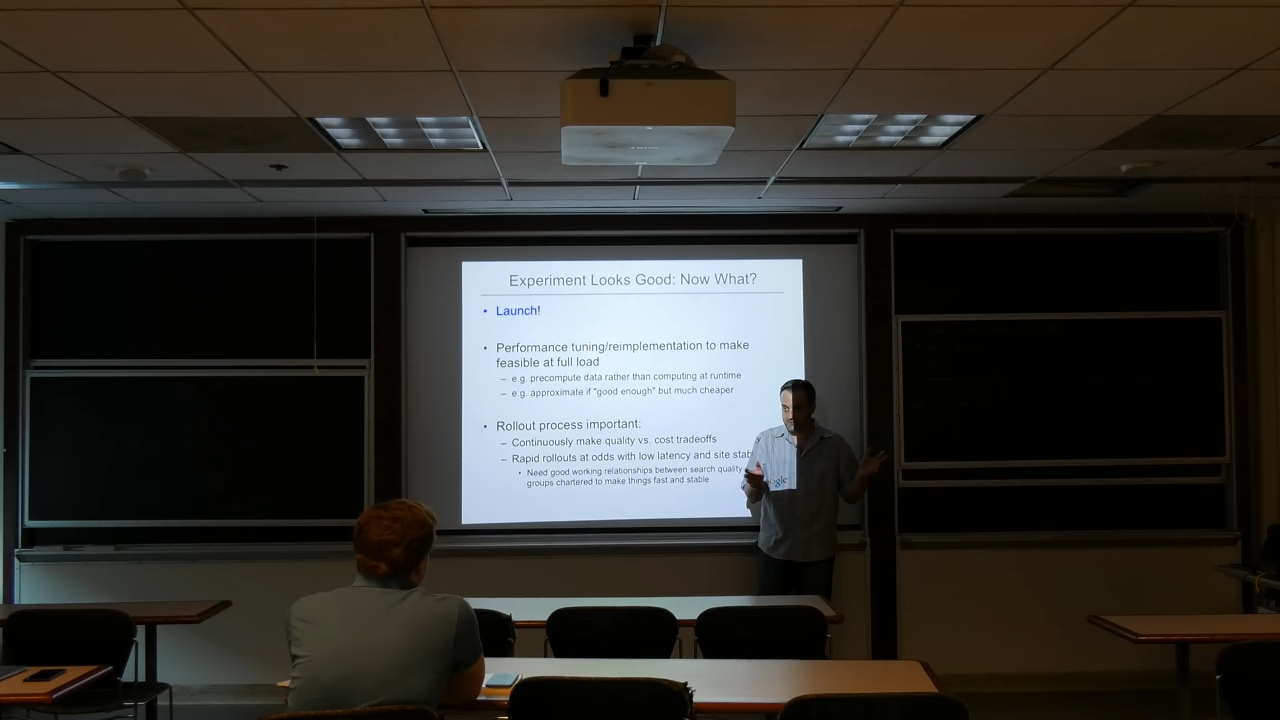 Experiment Looks Good: Now What?
• Launch!
• Performance tuning/reimplementation to make
feasible at full load
– e.g. precompute data rather than computing at runtime
– e.g. approximate if "good enough" but much cheaper
• Rollout process important:
– Continuously make quality vs. cost tradeoffs
– Rapid rollouts at odds with low latency and site stab
• Need good working relationships between search quality
groups chartered to make things fast and stable
ogle